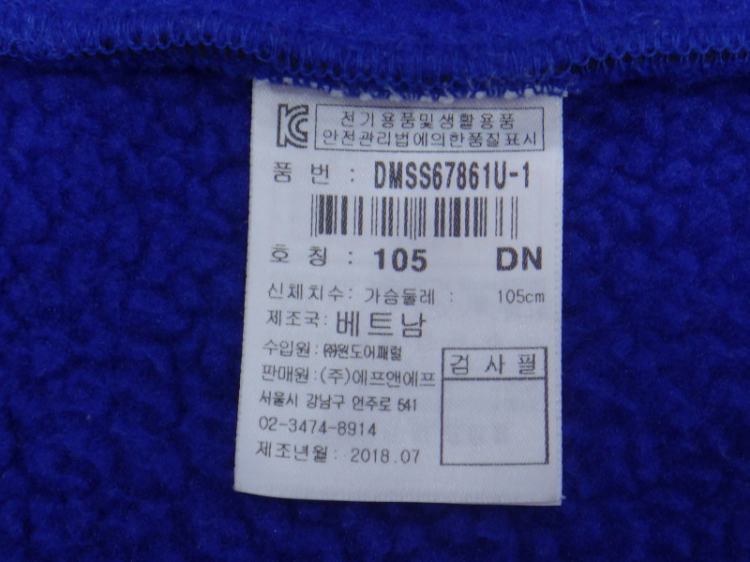 전기용품및생활용품
안전관리법에의한품질표시
품 번 : DMSS67861U-1
호 칭 : 105 DN
신체치수: 가슴둘레 : 105cm
제조국: 베트남
수입원: ㈜원도어패럴
판매원: (주)에프앤에프
검 사 필
서울시 강남구 언주로 541
02-3474-8914
제조년월: 2018.07